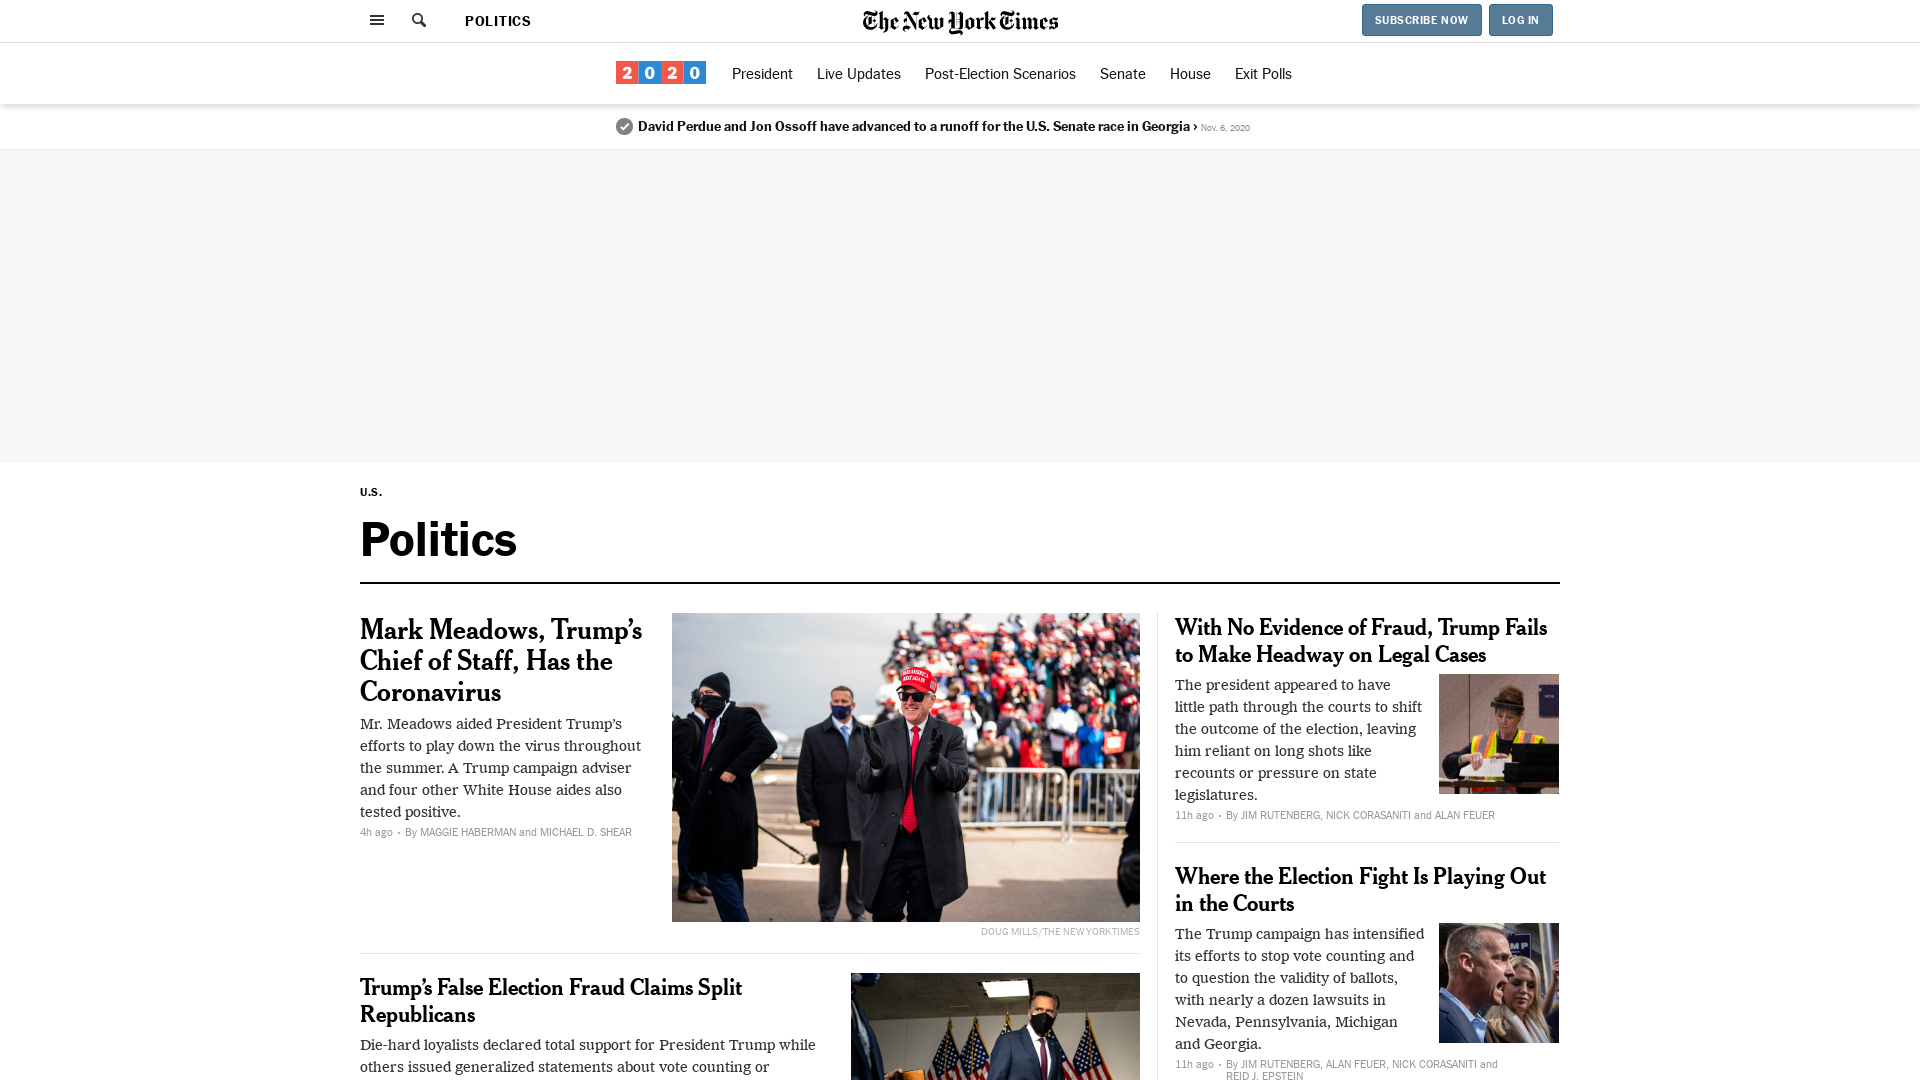 POLITICS
The New York Times
SUBSCRIBE NOW
LOG IN
2020
President
Live Updates
Post-Election Scenarios
Senate
House
Exit Polls
David Perdue and Jon Ossoff have advanced to a runoff for the U.S. Senate race in Georgia › Nov. 6, 2020
U.S.
Politics
Mark Meadows, Trump’s
Chief of Staff, Has the
Coronavirus
Mr. Meadows aided President Trump’s
efforts to play down the virus throughout
the summer. A Trump campaign adviser
and four other White House aides also
tested positive.
4h ago • By MAGGIE HABERMAN and MICHAEL D. SHEAR
DOUG MILLS/THE NEW YORK TIMES
Trump’s False Election Fraud Claims Split
Republicans
Die-hard loyalists declared total support for President Trump while
others issued generalized statements about vote counting or
With No Evidence of Fraud, Trump Fails
to Make Headway on Legal Cases
The president appeared to have
little path through the courts to shift
the outcome of the election, leaving
him reliant on long shots like
recounts or pressure on state
legislatures.
11h ago • By JIM RUTENBERG, NICK CORASANITI and ALAN FEUER
Where the Election Fight Is Playing Out
in the Courts
The Trump campaign has intensified
its efforts to stop vote counting and
to question the validity of ballots,
with nearly a dozen lawsuits in
Nevada, Pennsylvania, Michigan
and Georgia.
11h ago • By JIM RUTENBERG, ALAN FEUER, NICK CORASANITI and
REID J. EPSTEIN